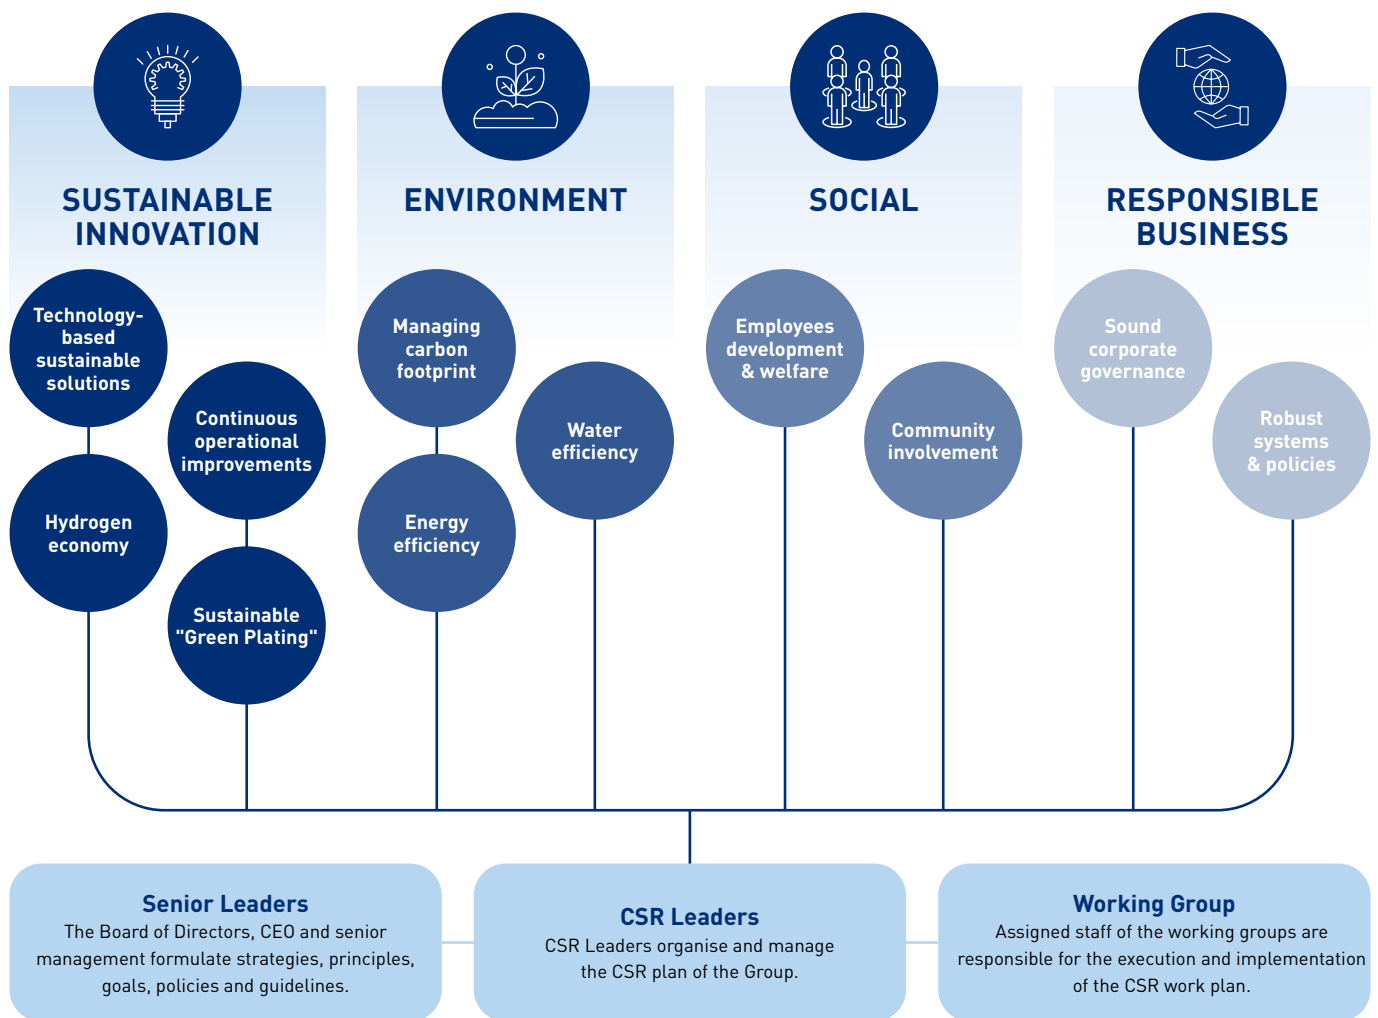 SUSTAINABLE
INNOVATION
Technology-
based
sustainable
solutions
Continuous
operational
improvements
Hydrogen
economy
Sustainable
"Green Plating"
ENVIRONMENT
Managing
carbon
footprint
Water
efficiency
Energy
efficiency
SOCIAL
Employees
development
& welfare
Community
involvement
RESPONSIBLE
BUSINESS
Sound
corporate
governance
Robust
systems
& policies
Senior Leaders
The Board of Directors, CEO and senior
management formulate strategies, principles,
goals, policies and guidelines.
CSR Leaders
CSR Leaders organise and manage
the CSR plan of the Group.
Working Group
Assigned staff of the working groups are
responsible for the execution and implementation
of the CSR work plan.